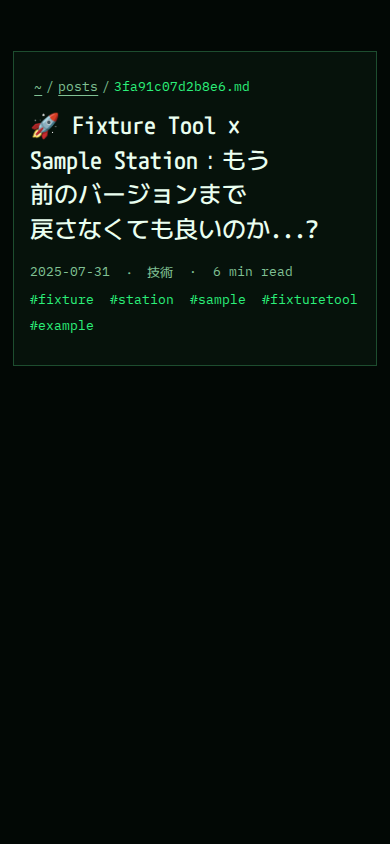 ~ / posts / 3fa91c07d2b8e6.md
🚀 Fixture Tool ×
Sample Station：もう
前のバージョンまで
戻さなくても良いのか...?
2025-07-31 · 技術 · 6 min read
#fixture #station #sample #fixturetool
#example